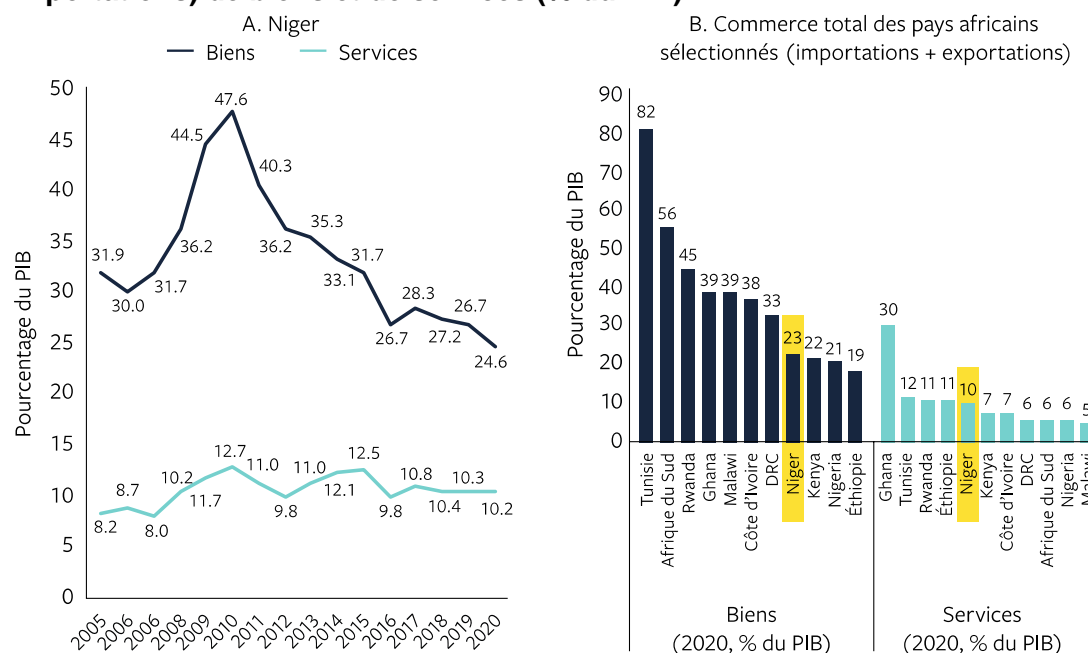 A. Niger
Biens
Services
Pourcentage du PIB
50
45
40
35
30
25
20
15
10
5
0
31.9
30.0
31.7
36.2
44.5
47.6
40.3
36.2
35.3
33.1
31.7
26.7
28.3
27.2
26.7
24.6
8.2
8.7
8.0
10.2
11.7
12.7
11.0
9.8
11.0
12.1
12.5
9.8
10.8
10.4
10.3
10.2
2005
2006
2006
2008
2009
2010
2011
2012
2013
2014
2015
2016
2017
2018
2019
2020
B. Commerce total des pays africains
sélectionnés (importations + exportations)
Pourcentage du PIB
90
80
70
60
50
40
30
20
10
0
82
56
45
39
39
38
33
23
22
21
19
30
12
11
11
10
7
7
6
6
6
5
Tunisie
Afrique du Sud
Rwanda
Ghana
Malawi
Côte d'Ivoire
DRC
Niger
Kenya
Nigeria
Éthiopie
Ghana
Tunisie
Rwanda
Éthiopie
Niger
Kenya
Côte d'Ivoire
DRC
Afrique du Sud
Nigeria
Malawi
Biens
(2020, % du PIB)
Services
(2020, % du PIB)